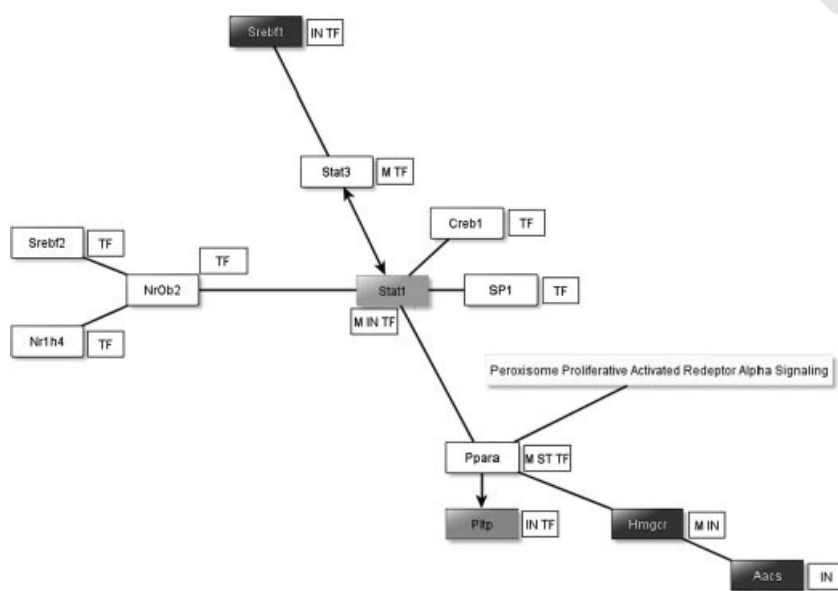 Srebf1 IN TF
Stat3 M TF
Creb1 TF
Srebf2 TF
TF
NrOb2
Stat1
SP1 TF
M IN TF
Nr1h4 TF
Peroxisome Proliferative Activated Redeptor Alpha Signaling
Ppara M ST TF
Pltp IN TF
Hmgcr M IN
Aacs IN